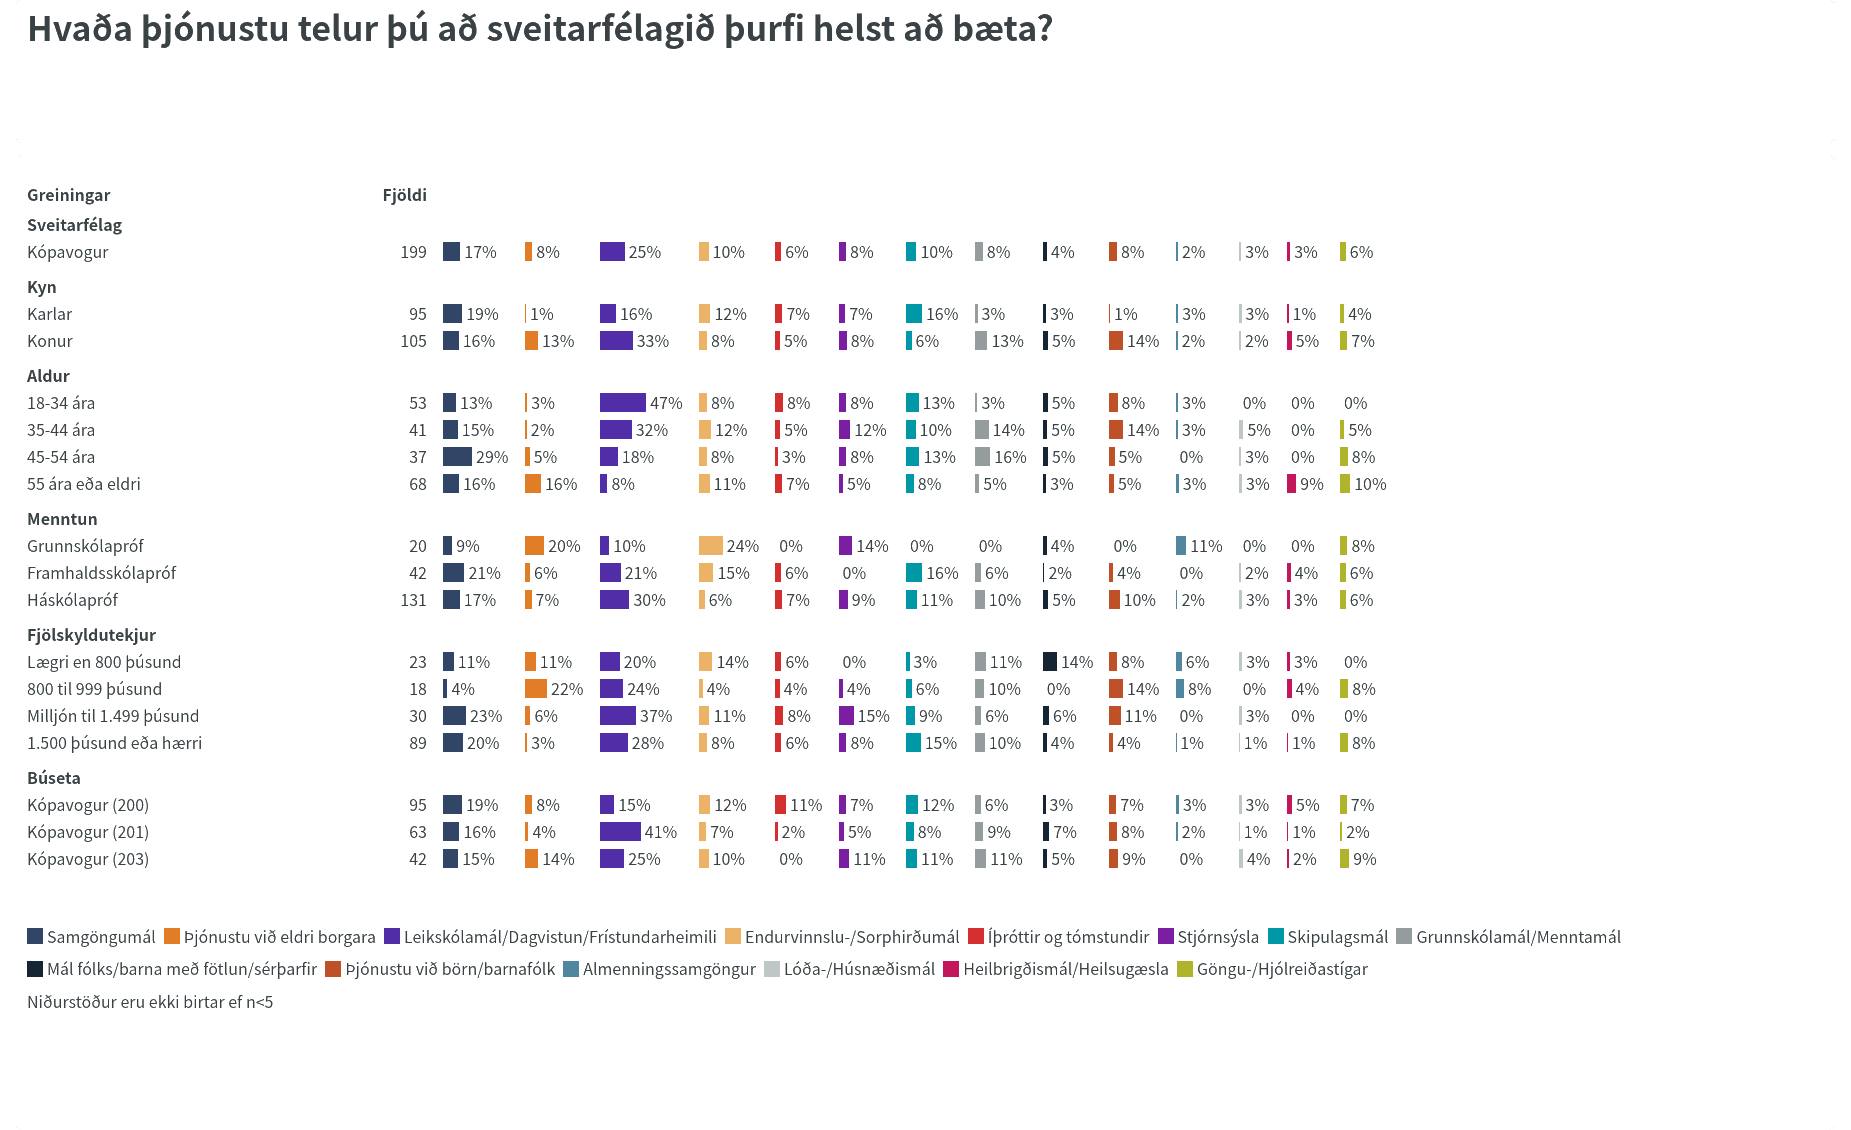 Hvaða þjónustu telur þú að sveitarfélagið þurfi helst að bæta?
Greiningar Fjöldi
Sveitarfélag
Kópavogur 199 17% 8% 25% 10% 6% 8% 10% 8% 4% 8% 2% 3% 3% 6%
Kyn
Karlar 95 19% 1% 16% 12% 7% 7% 16% 3% 3% 1% 3% 3% 1% 4%
Konur 105 16% 13% 33% 8% 5% 8% 6% 13% 5% 14% 2% 2% 5% 7%
Aldur
18-34 ára 53 13% 3% 47% 8% 8% 8% 13% 3% 5% 8% 3% 0% 0% 0%
35-44 ára 41 15% 2% 32% 12% 5% 12% 10% 14% 5% 14% 3% 5% 0% 5%
45-54 ára 37 29% 5% 18% 8% 3% 8% 13% 16% 5% 5% 0% 3% 0% 8%
55 ára eða eldri 68 16% 16% 8% 11% 7% 5% 8% 5% 3% 5% 3% 3% 9% 10%
Menntun
Grunnskólapróf 20 9% 20% 10% 24% 0% 14% 0% 0% 4% 0% 11% 0% 0% 8%
Framhaldsskólapróf 42 21% 6% 21% 15% 6% 0% 16% 6% 2% 4% 0% 2% 4% 6%
Háskólapróf 131 17% 7% 30% 6% 7% 9% 11% 10% 5% 10% 2% 3% 3% 6%
Fjölskyldutekjur
Lægri en 800 þúsund 23 11% 11% 20% 14% 6% 0% 3% 11% 14% 8% 6% 3% 3% 0%
800 til 999 þúsund 18 4% 22% 24% 4% 4% 4% 6% 10% 0% 14% 8% 0% 4% 8%
Milljón til 1.499 þúsund 30 23% 6% 37% 11% 8% 15% 9% 6% 6% 11% 0% 3% 0% 0%
1.500 þúsund eða hærri 89 20% 3% 28% 8% 6% 8% 15% 10% 4% 4% 1% 1% 1% 8%
Búseta
Kópavogur (200) 95 19% 8% 15% 12% 11% 7% 12% 6% 3% 7% 3% 3% 5% 7%
Kópavogur (201) 63 16% 4% 41% 7% 2% 5% 8% 9% 7% 8% 2% 1% 1% 2%
Kópavogur (203) 42 15% 14% 25% 10% 0% 11% 11% 11% 5% 9% 0% 4% 2% 9%
Samgöngumál Þjónustu við eldri borgara Leikskólamál/Dagvistun/Frístundarheimili Endurvinnslu-/Sorphirðumál Íþróttir og tómstundir Stjórnsýsla Skipulagsmál Grunnskólamál/Menntamál
Mál fólks/barna með fötlun/sérþarfir Þjónustu við börn/barnafólk Almenningssamgöngur Lóða-/Húsnæðismál Heilbrigðismál/Heilsugæsla Göngu-/Hjólreiðastígar
Niðurstöður eru ekki birtar ef n<5